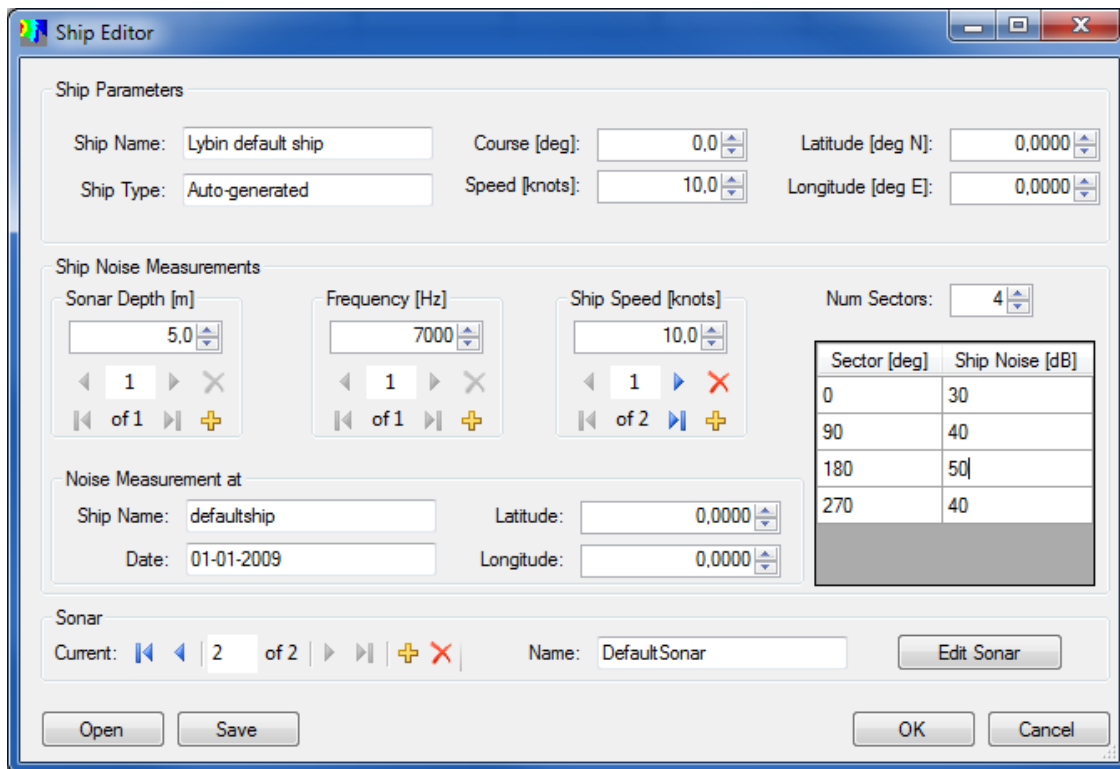 Ship Editor
Ship Parameters
Ship Name: Lybin default ship Course [deg]: 0,0 Latitude [deg N]: 0,0000
Ship Type: Auto-generated Speed [knots]: 10,0 Longitude [deg E]: 0,0000
Ship Noise Measurements
Sonar Depth [m] Frequency [Hz] Ship Speed [knots] Num Sectors: 4
5,0 7000 10,0
Sector [deg] Ship Noise [dB]
1 1 1
0 30
of 1 of 1 of 2
90 40
180 50
270 40
Noise Measurement at
Ship Name: defaultship Latitude: 0,0000
Date: 01-01-2009 Longitude: 0,0000
Sonar
Current: 2 of 2 Name: DefaultSonar Edit Sonar
Open Save OK Cancel